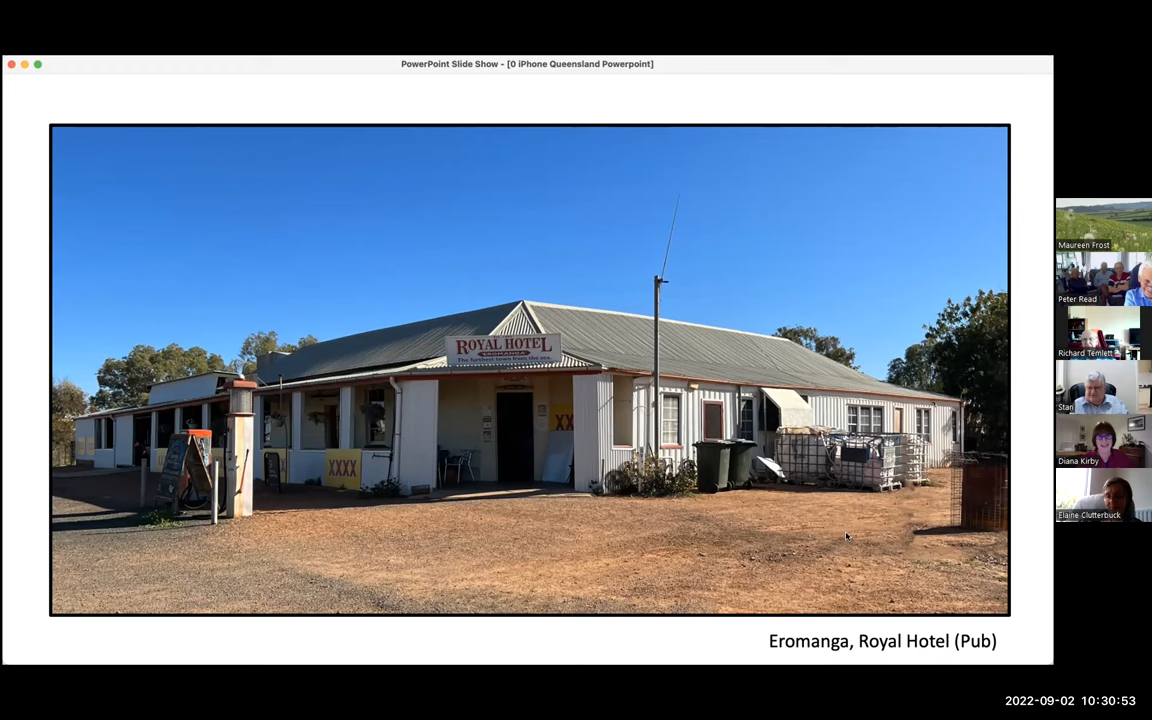 PowerPoint Slide Show - [0 iPhone Queensland Powerpoint]
ROYAL HOTEL
EROMANGA
"The furthest town from the sea."
XX
XXXX
Eromanga, Royal Hotel (Pub)
Maureen Frost
Peter Read
Richard Temlett
Stan
Diana Kirby
Elaine Clutterbuck
2022-09-02 10:30:53